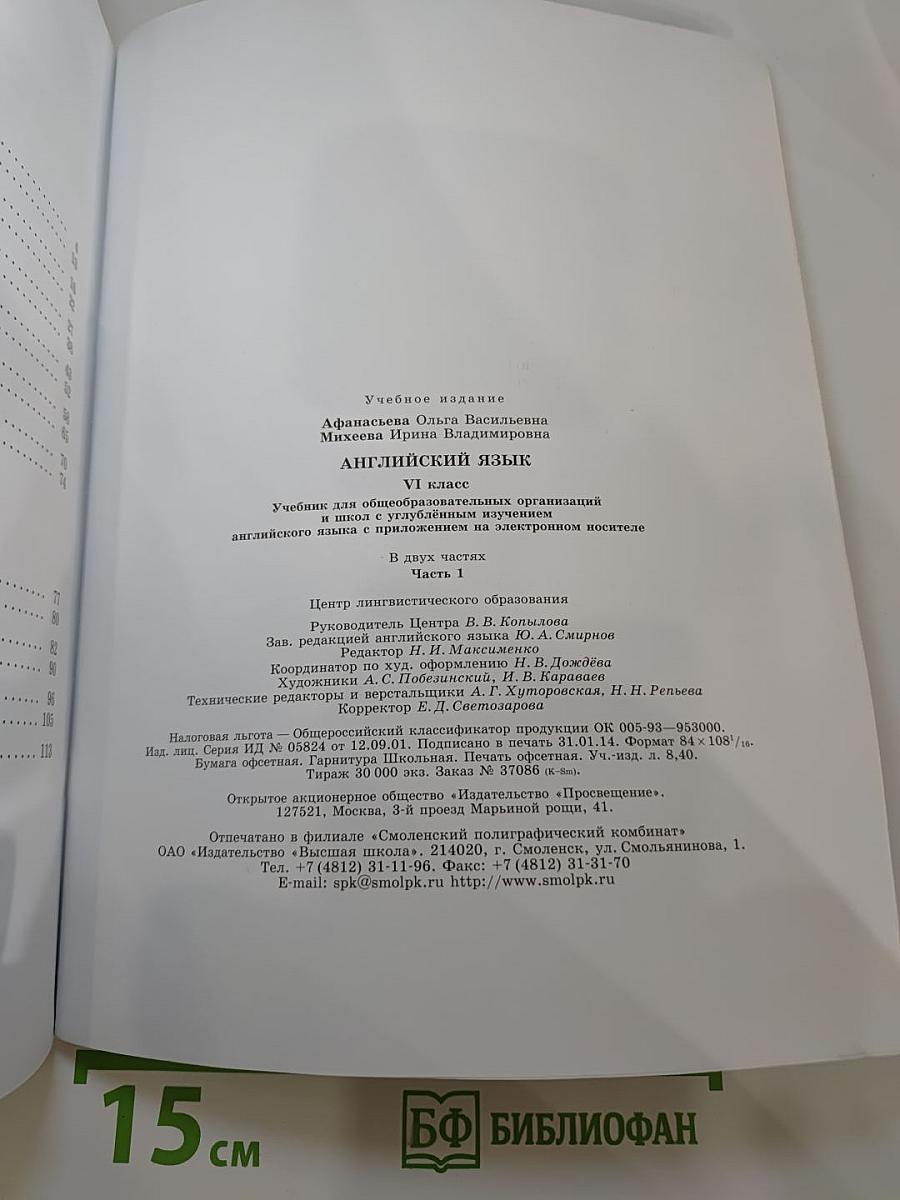 52
58
65
70
74
77
80
82
90
96
105
113
Учебное издание
Афанасьева Ольга Васильевна
Михеева Ирина Владимировна
АНГЛИЙСКИЙ ЯЗЫК
VI класс
Учебник для общеобразовательных организаций
и школ с углублённым изучением
английского языка с приложением на электронном носителе
В двух частях
Часть 1
Центр лингвистического образования
Руководитель Центра В. В. Копылова
Зав. редакцией английского языка Ю. А. Смирнов
Редактор Н. И. Максименко
Координатор по худ. оформлению Н. В. Дождёва
Художники А. С. Побезинский, И. В. Караваев
Технические редакторы и верстальщики А. Г. Хуторовская, Н. Н. Репьева
Корректор Е. Д. Светозарова
Налоговая льгота — Общероссийский классификатор продукции ОК 005-93—953000.
Изд. лиц. Серия ИД № 05824 от 12.09.01. Подписано в печать 31.01.14. Формат 84 × 108¹/₁₆.
Бумага офсетная. Гарнитура Школьная. Печать офсетная. Уч.-изд. л. 8,40.
Тираж 30 000 экз. Заказ № 37086 (K-Sm).
Открытое акционерное общество «Издательство «Просвещение».
127521, Москва, 3-й проезд Марьиной рощи, 41.
Отпечатано в филиале «Смоленский полиграфический комбинат»
ОАО «Издательство «Высшая школа». 214020, г. Смоленск, ул. Смольянинова, 1.
Тел. +7 (4812) 31-11-96. Факс: +7 (4812) 31-31-70
E-mail: spk@smolpk.ru http://www.smolpk.ru
15 см
БФ БИБЛИОФАН